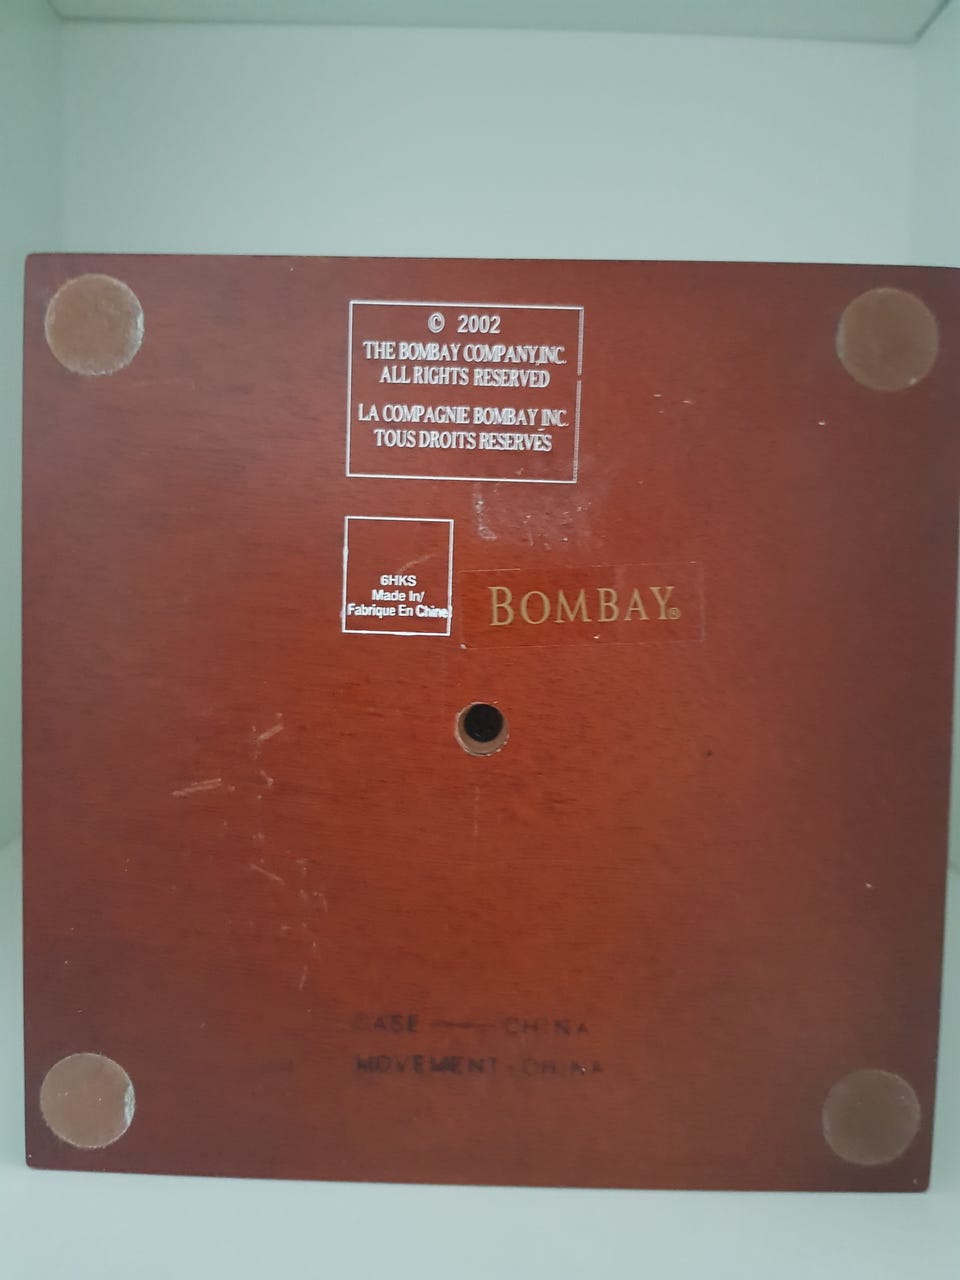 © 2002
THE BOMBAY COMPANY,INC.
ALL RIGHTS RESERVED
LA COMPAGNIE BOMBAY INC.
TOUS DROITS RESERVÉS
6HKS
Made In/
Fabrique En Chine
BOMBAY®
CASE — CHINA
MOVEMENT - CHINA